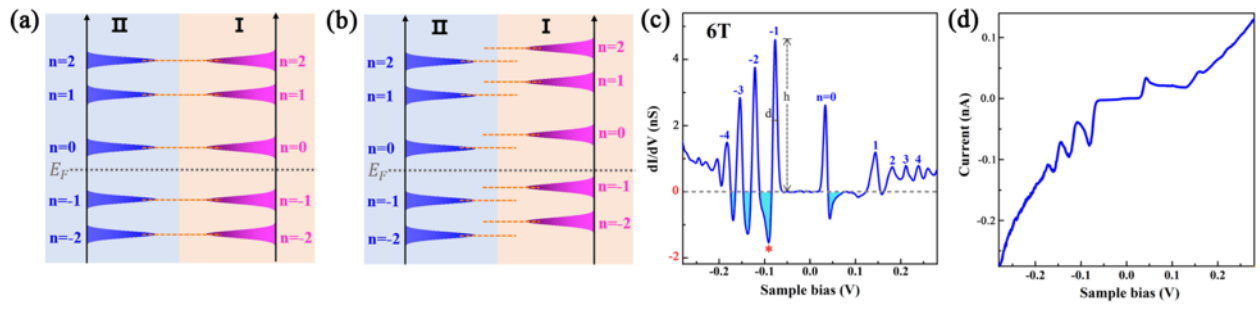 (a)
II
I
n=2
n=2
n=1
n=1
n=0
n=0
E_F
n=-1
n=-1
n=-2
n=-2
(b)
II
I
n=2
n=2
n=1
n=1
n=0
n=0
E_F
n=-1
n=-1
n=-2
n=-2
(c)
6T
-1
-2
-3
-4
h
d
n=0
1
2
3
4
*
dI/dV (nS)
4
2
0
-2
-0.2
-0.1
0.0
0.1
0.2
Sample bias (V)
(d)
Current (nA)
0.1
0.0
-0.1
-0.2
-0.2
-0.1
0.0
0.1
0.2
Sample bias (V)